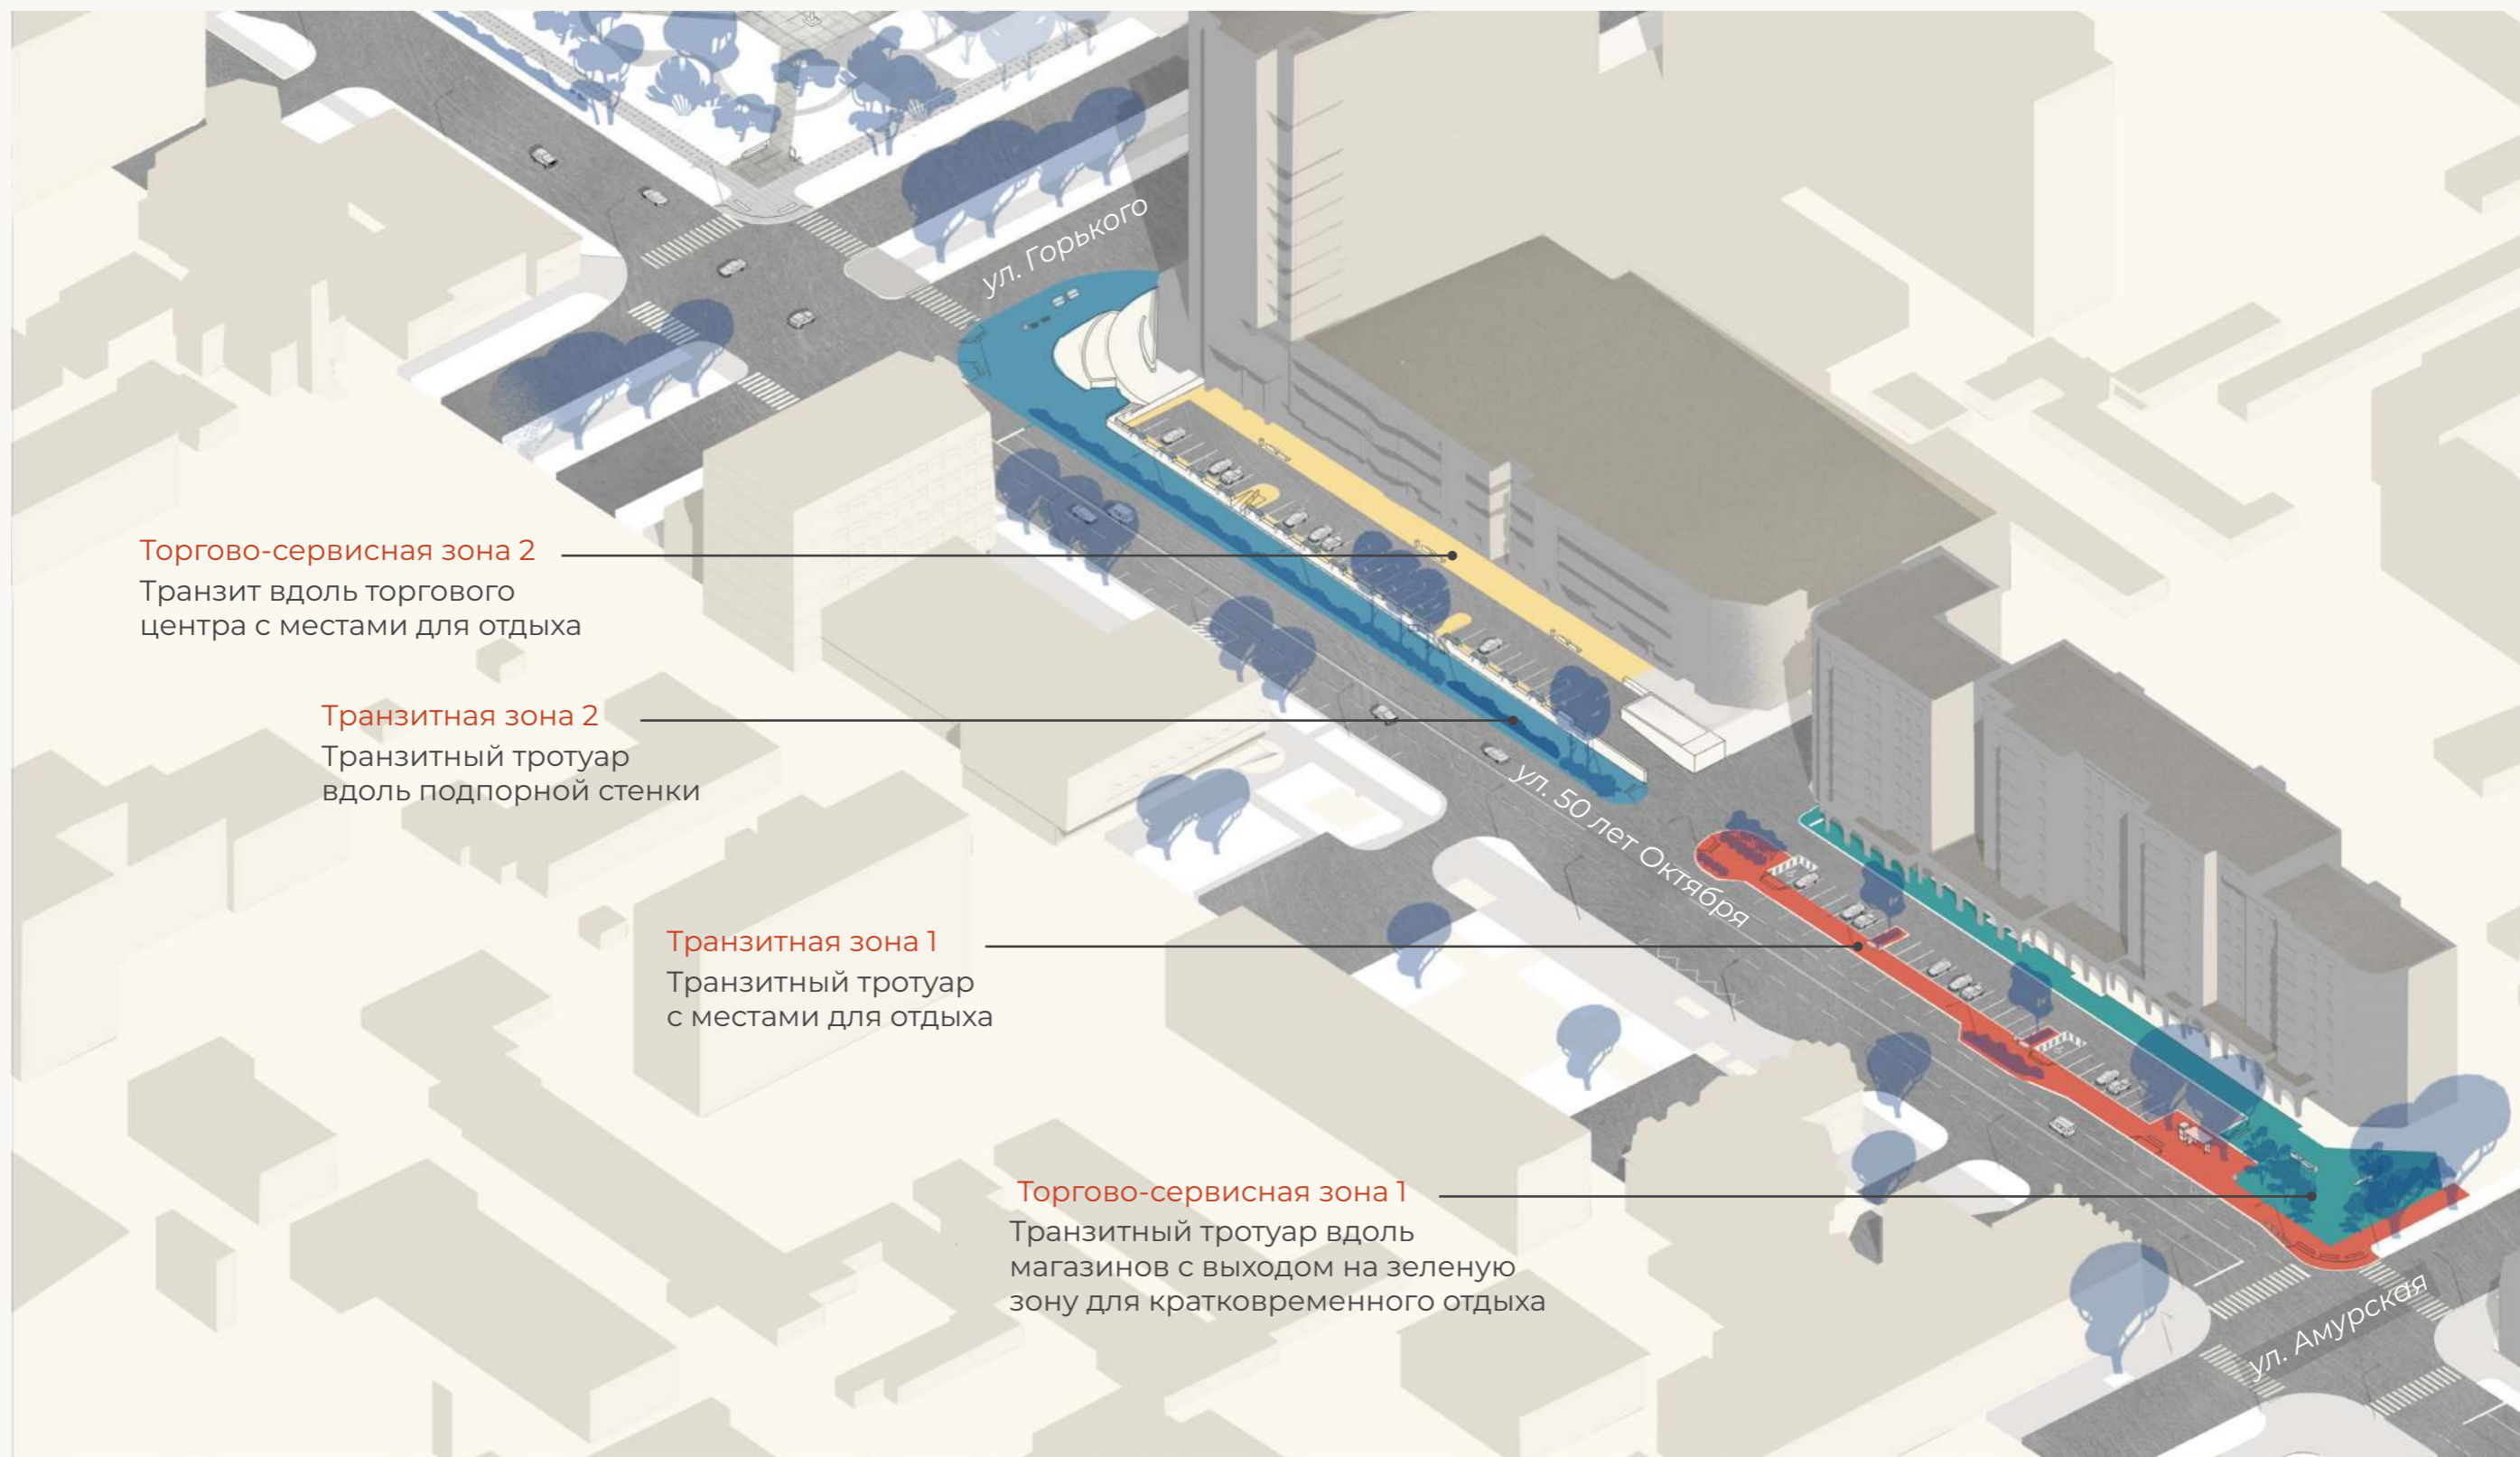 ул. Горького
Торгово-сервисная зона 2
Транзит вдоль торгового
центра с местами для отдыха
Транзитная зона 2
Транзитный тротуар
вдоль подпорной стенки
ул. 50 лет Октября
Транзитная зона 1
Транзитный тротуар
с местами для отдыха
Торгово-сервисная зона 1
Транзитный тротуар вдоль
магазинов с выходом на зеленую
зону для кратковременного отдыха
ул. Амурская